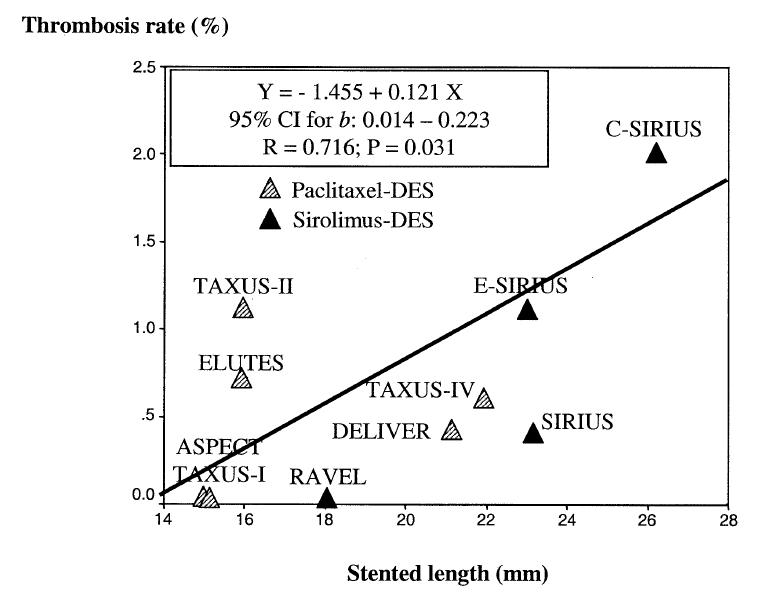 Thrombosis rate (%)
2.5
Y = - 1.455 + 0.121 X
95% CI for b: 0.014 – 0.223
R = 0.716; P = 0.031
C-SIRIUS
2.0
Paclitaxel-DES
Sirolimus-DES
1.5
TAXUS-II
E-SIRIUS
1.0
ELUTES
TAXUS-IV
.5
DELIVER
SIRIUS
ASPECT
TAXUS-I
RAVEL
0.0
14 16 18 20 22 24 26 28
Stented length (mm)